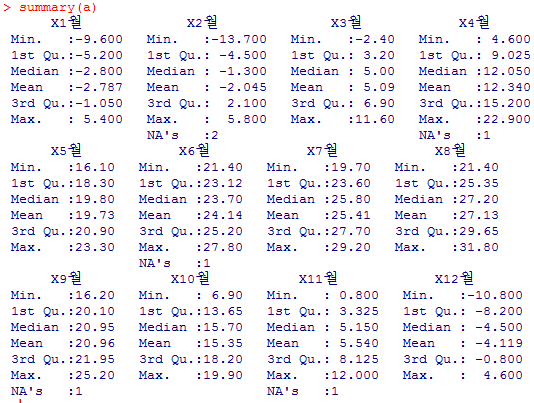 > summary(a)
X1월 X2월 X3월 X4월
Min. :-9.600 Min. :-13.700 Min. :-2.40 Min. : 4.600
1st Qu.:-5.200 1st Qu.: -4.500 1st Qu.: 3.20 1st Qu.: 9.025
Median :-2.800 Median : -1.300 Median : 5.00 Median :12.050
Mean :-2.787 Mean : -2.045 Mean : 5.09 Mean :12.340
3rd Qu.:-1.050 3rd Qu.: 2.100 3rd Qu.: 6.90 3rd Qu.:15.200
Max. : 5.400 Max. : 5.800 Max. :11.60 Max. :22.900
NA's :2 NA's :1
X5월 X6월 X7월 X8월
Min. :16.10 Min. :21.40 Min. :19.70 Min. :21.40
1st Qu.:18.30 1st Qu.:23.12 1st Qu.:23.60 1st Qu.:25.35
Median :19.80 Median :23.70 Median :25.80 Median :27.20
Mean :19.73 Mean :24.14 Mean :25.41 Mean :27.13
3rd Qu.:20.90 3rd Qu.:25.20 3rd Qu.:27.70 3rd Qu.:29.65
Max. :23.30 Max. :27.80 Max. :29.20 Max. :31.80
NA's :1
X9월 X10월 X11월 X12월
Min. :16.20 Min. : 6.90 Min. : 0.800 Min. :-10.800
1st Qu.:20.10 1st Qu.:13.65 1st Qu.: 3.325 1st Qu.: -8.200
Median :20.95 Median :15.70 Median : 5.150 Median : -4.500
Mean :20.96 Mean :15.35 Mean : 5.540 Mean : -4.119
3rd Qu.:21.95 3rd Qu.:18.20 3rd Qu.: 8.125 3rd Qu.: -0.800
Max. :25.20 Max. :19.90 Max. :12.000 Max. : 4.600
NA's :1 NA's :1